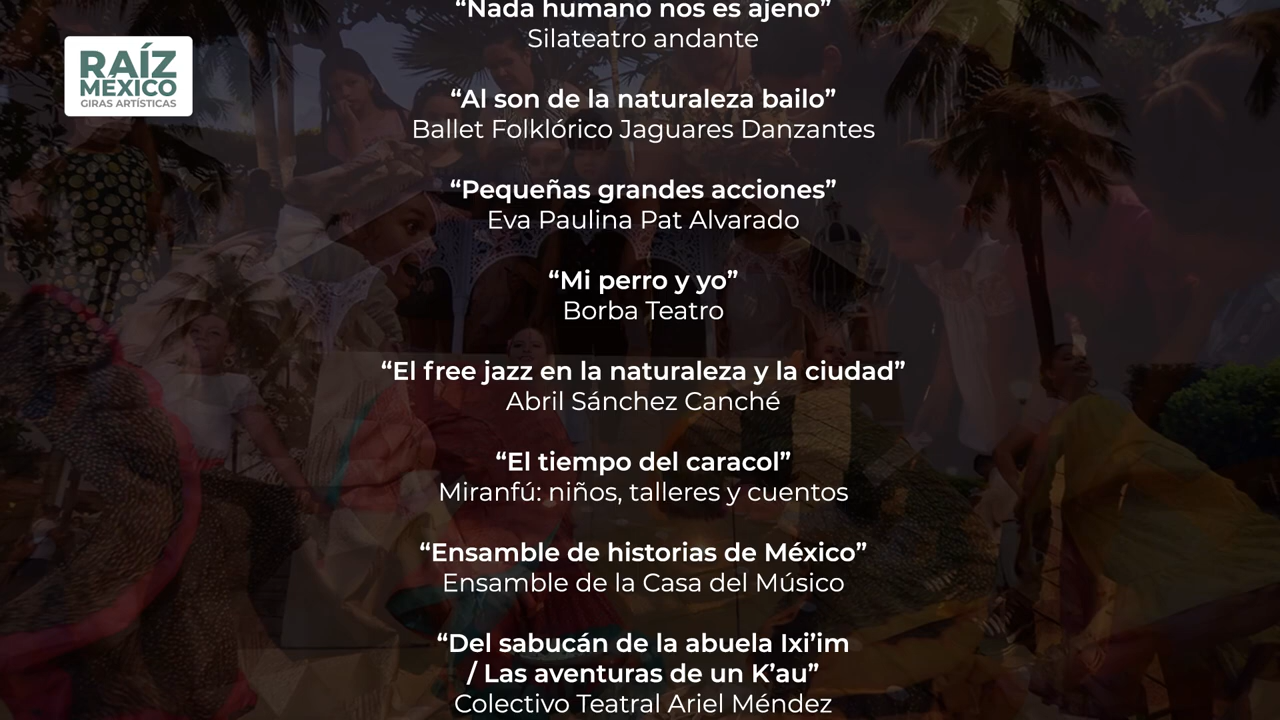 RAÍZ
MÉXICO
GIRAS ARTÍSTICAS
“Nada humano nos es ajeno”
Silateatro andante
“Al son de la naturaleza bailo”
Ballet Folklórico Jaguares Danzantes
“Pequeñas grandes acciones”
Eva Paulina Pat Alvarado
“Mi perro y yo”
Borba Teatro
“El free jazz en la naturaleza y la ciudad”
Abril Sánchez Canché
“El tiempo del caracol”
Miranfú: niños, talleres y cuentos
“Ensamble de historias de México”
Ensamble de la Casa del Músico
“Del sabucán de la abuela Ixi’im
/ Las aventuras de un K’au”
Colectivo Teatral Ariel Méndez